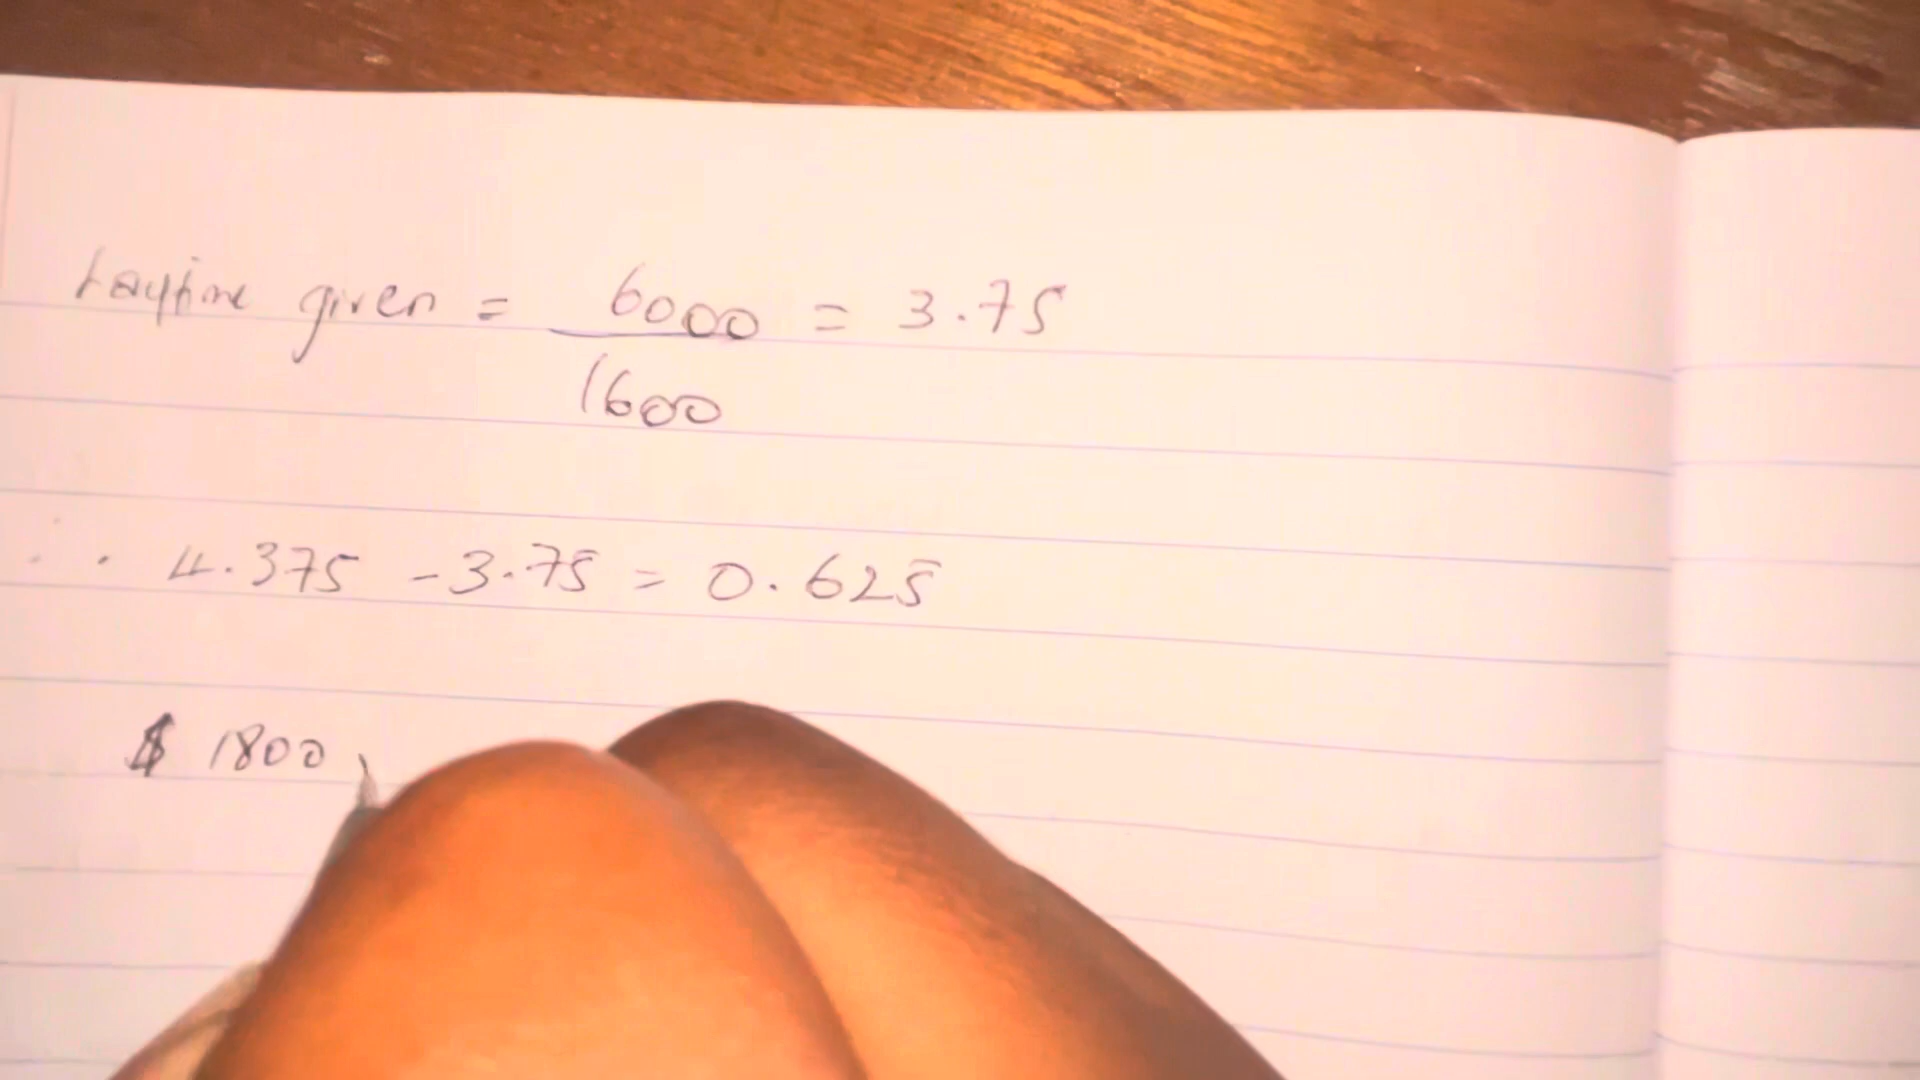 Laytime given = 6000 = 3.75
1600
∴ 4.375 - 3.75 = 0.625
$ 1800